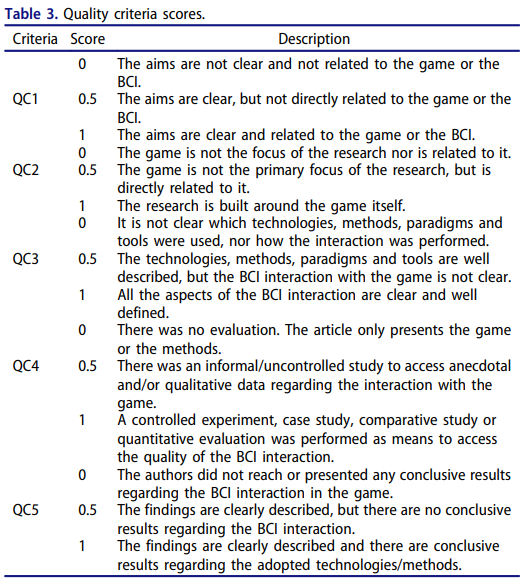 Table 3. Quality criteria scores.
Criteria Score Description
0 The aims are not clear and not related to the game or the
BCI.
QC1 0.5 The aims are clear, but not directly related to the game or the
BCI.
1 The aims are clear and related to the game or the BCI.
0 The game is not the focus of the research nor is related to it.
QC2 0.5 The game is not the primary focus of the research, but is
directly related to it.
1 The research is built around the game itself.
0 It is not clear which technologies, methods, paradigms and
tools were used, nor how the interaction was performed.
QC3 0.5 The technologies, methods, paradigms and tools are well
described, but the BCI interaction with the game is not clear.
1 All the aspects of the BCI interaction are clear and well
defined.
0 There was no evaluation. The article only presents the game
or the methods.
QC4 0.5 There was an informal/uncontrolled study to access anecdotal
and/or qualitative data regarding the interaction with the
game.
1 A controlled experiment, case study, comparative study or
quantitative evaluation was performed as means to access
the quality of the BCI interaction.
0 The authors did not reach or presented any conclusive results
regarding the BCI interaction in the game.
QC5 0.5 The findings are clearly described, but there are no conclusive
results regarding the BCI interaction.
1 The findings are clearly described and there are conclusive
results regarding the adopted technologies/methods.